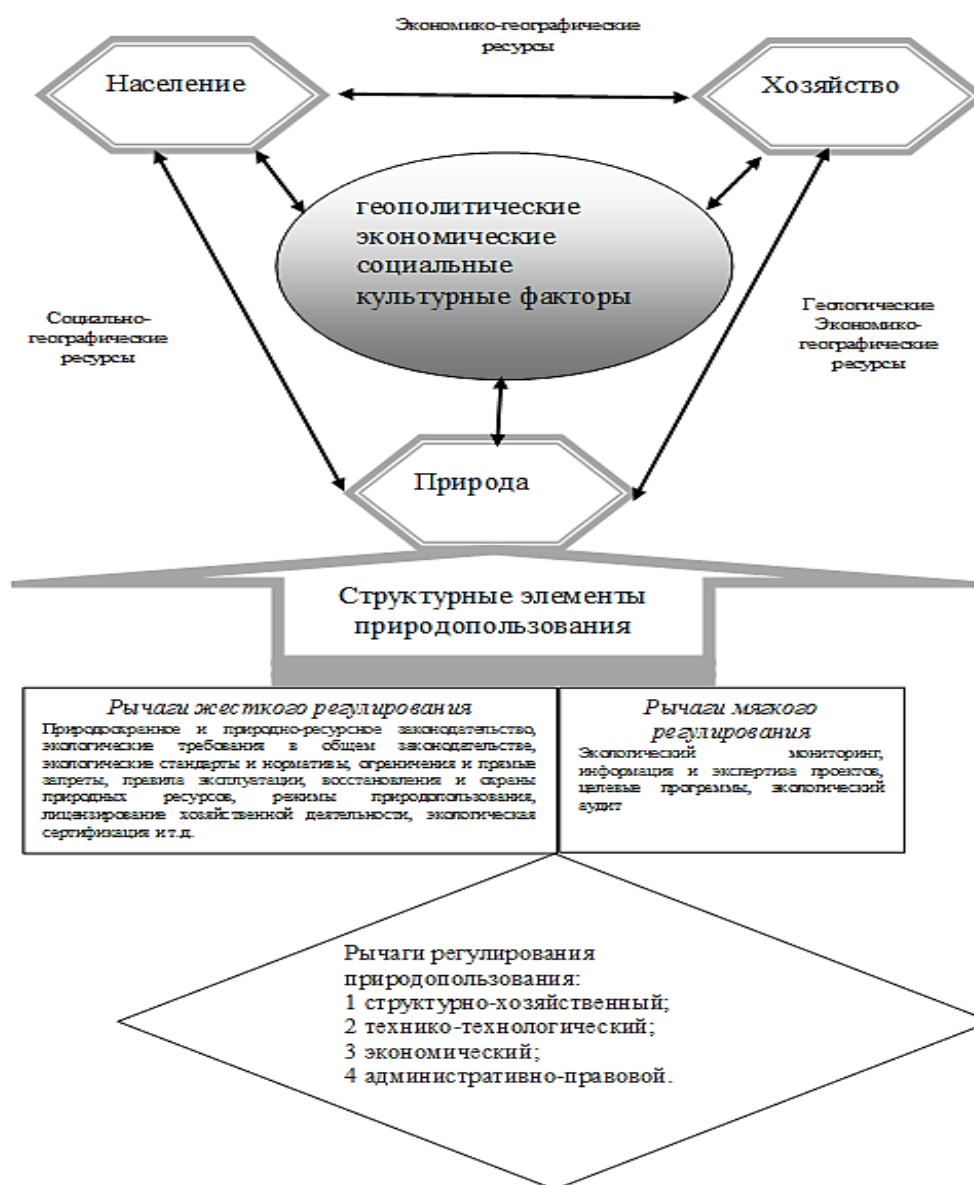 Экономико-географические
ресурсы
Население
Хозяйство
геополитические
экономические
социальные
культурные факторы
Социально-
географические
ресурсы
Геологические
Экономико-
географические
ресурсы
Природа
Структурные элементы
природопользования
Рычаги жесткого регулирования
Природоохранное и природно-ресурсное законодательство,
экологические требования в общем законодательстве,
экологические стандарты и нормативы, ограничения и прямые
запреты, правила эксплуатации, восстановления и охраны
природных ресурсов, режимы природопользования,
лицензирование хозяйственной деятельности, экологическая
сертификация и т.д.
Рычаги мягкого
регулирования
Экологический мониторинг,
информация и экспертиза проектов,
целевые программы, экологический
аудит
Рычаги регулирования
природопользования:
1 структурно-хозяйственный;
2 технико-технологический;
3 экономический;
4 административно-правовой.